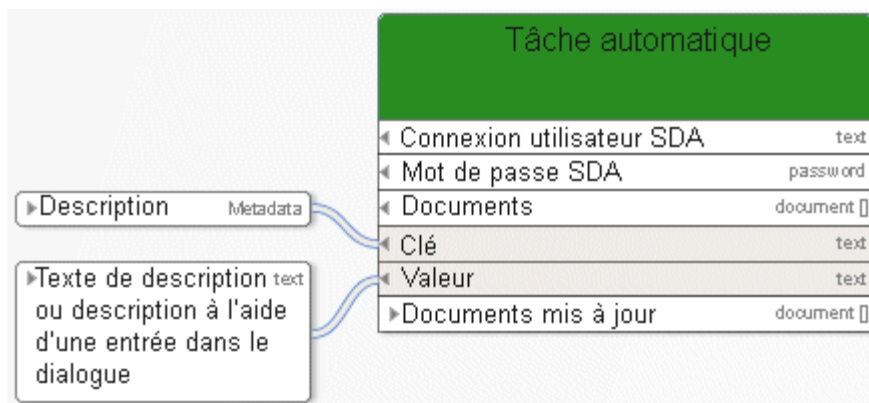 Tâche automatique
Connexion utilisateur SDA text
Mot de passe SDA password
Documents document []
Clé text
Valeur text
Documents mis à jour document []
Description Metadata
Texte de description text
ou description à l'aide
d'une entrée dans le
dialogue